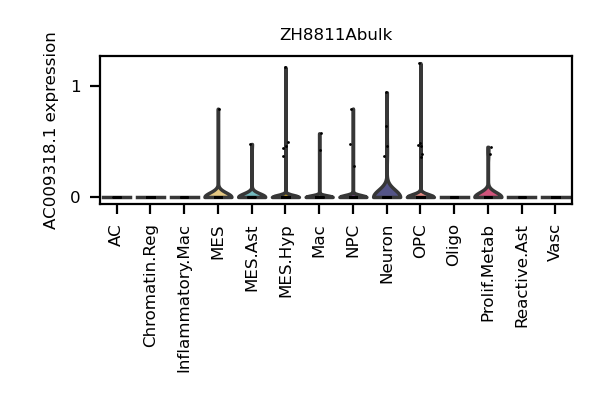 ZH8811Abulk
AC009318.1 expression
1
0
AC
Chromatin.Reg
Inflammatory.Mac
MES
MES.Ast
MES.Hyp
Mac
NPC
Neuron
OPC
Oligo
Prolif.Metab
Reactive.Ast
Vasc